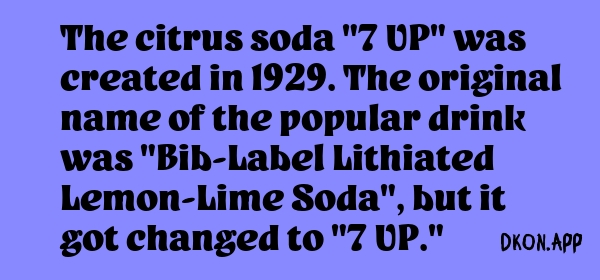 The citrus soda "7 UP" was
created in 1929. The original
name of the popular drink
was "Bib-Label Lithiated
Lemon-Lime Soda", but it
got changed to "7 UP."
DKON.APP